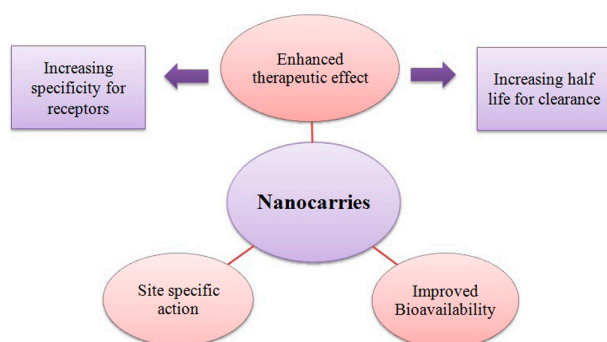 Enhanced
therapeutic effect
Increasing
specificity for
receptors
Increasing half
life for clearance
Nanocarries
Site specific
action
Improved
Bioavailability